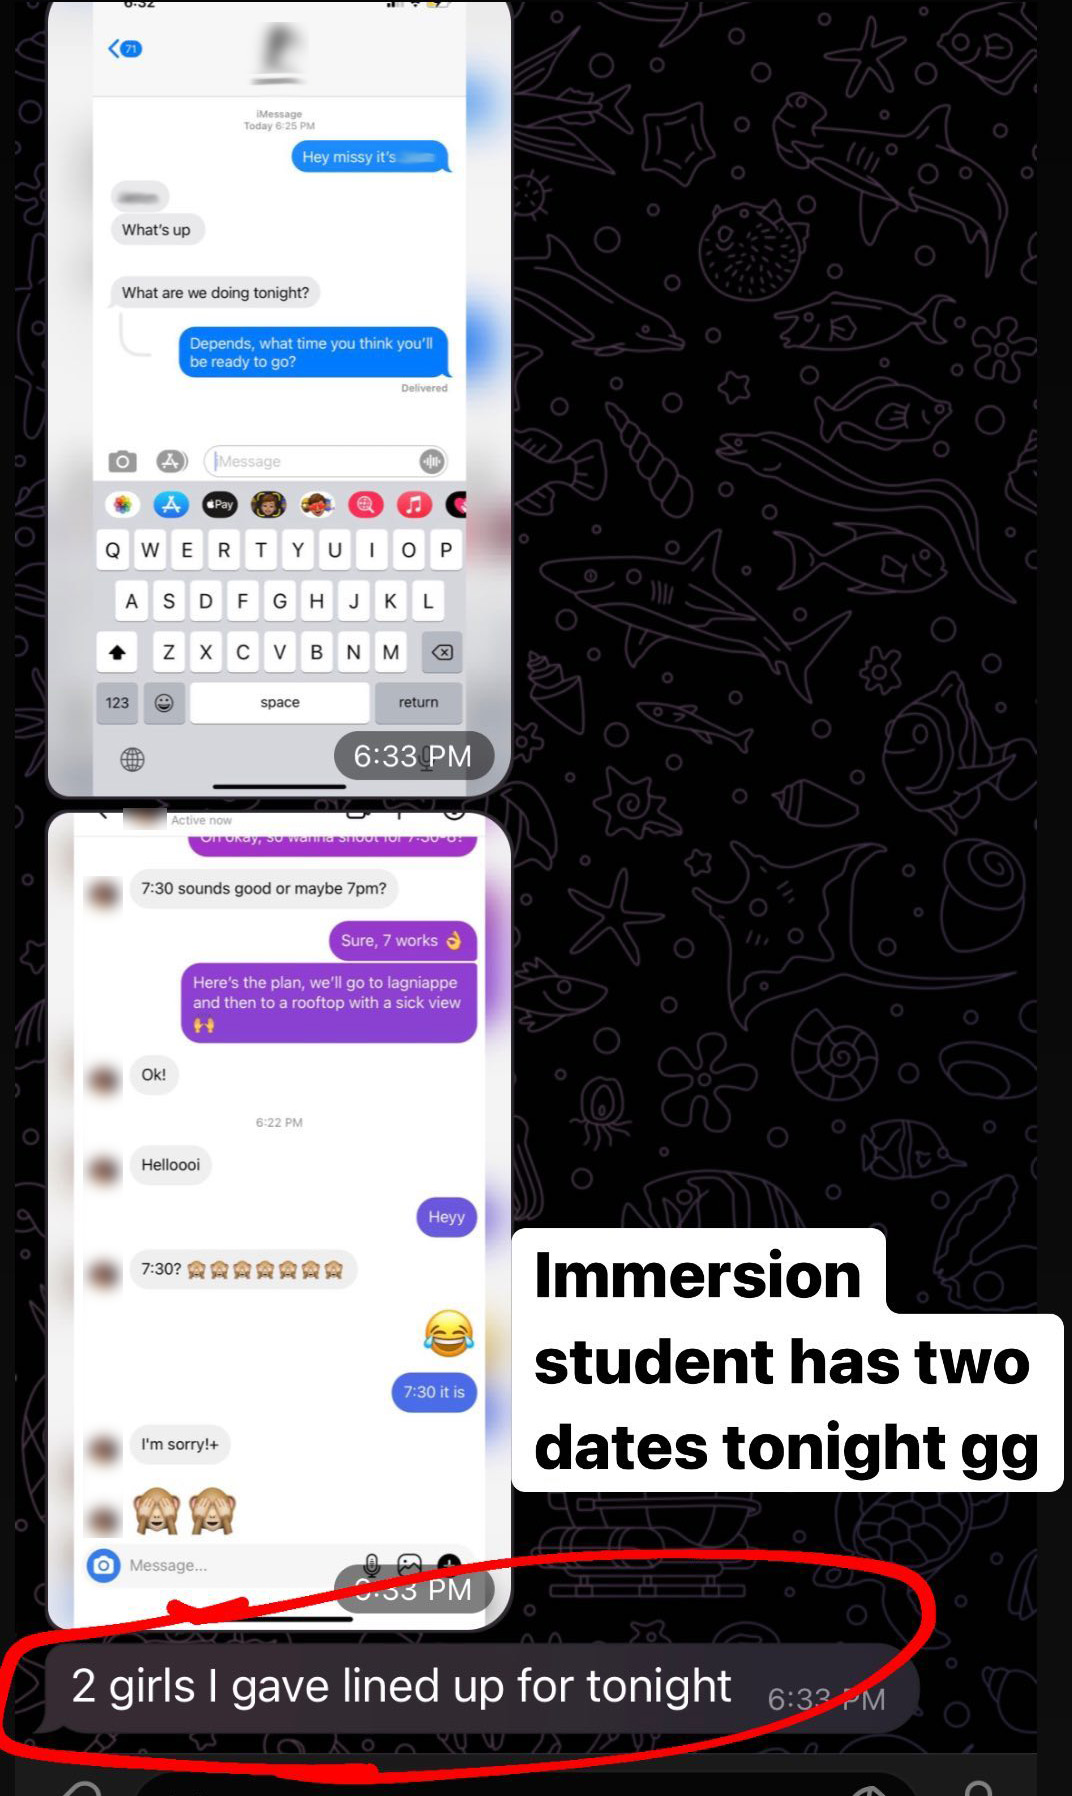 6:32
71
iMessage
Today 6:25 PM
Hey missy it's
What's up
What are we doing tonight?
Depends, what time you think you'll
be ready to go?
Delivered
iMessage
Pay
Q W E R T Y U I O P
A S D F G H J K L
Z X C V B N M
123 space return
6:33 PM
Active now
Oh okay, so wanna shoot for 7:30-8?
7:30 sounds good or maybe 7pm?
Sure, 7 works 👌
Here's the plan, we'll go to lagniappe
and then to a rooftop with a sick view
🙌
Ok!
6:22 PM
Helloooi
Heyy
7:30? 🙈🙈🙈🙈🙈🙈🙈
😂
7:30 it is
I'm sorry!+
🙈🙈
Message...
6:33 PM
Immersion
student has two
dates tonight gg
2 girls I gave lined up for tonight 6:33 PM